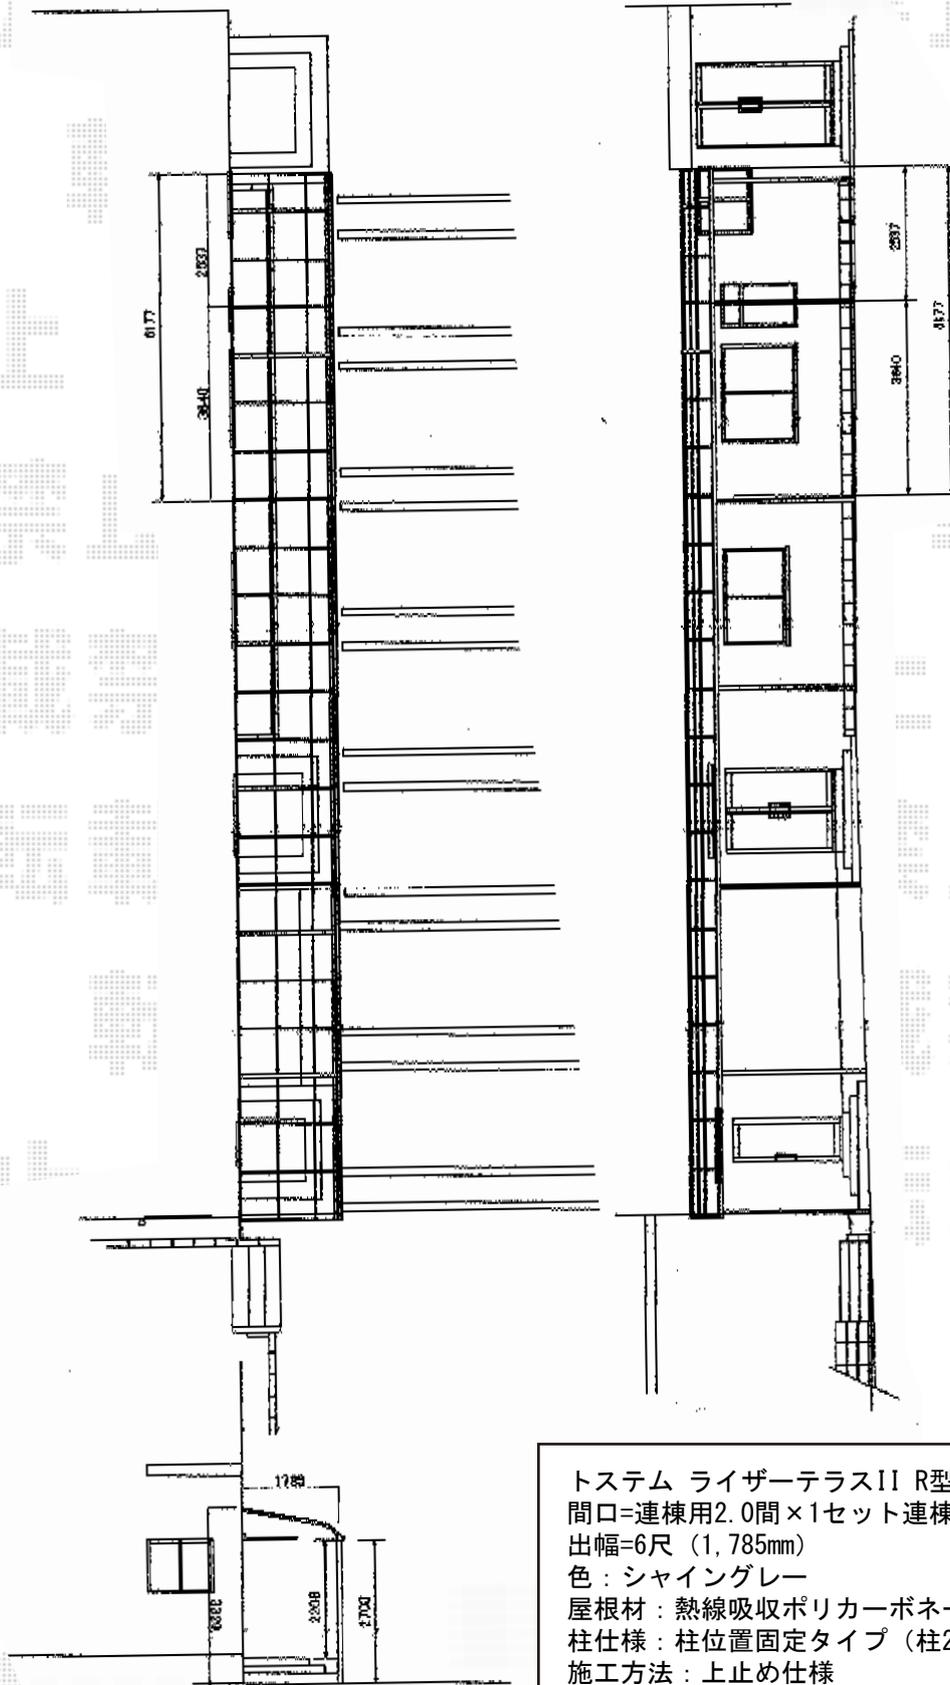 2537
6177
3640
2537
3640
6177
1785
2700
トステム ライザーテラスII R型
間口=連棟用2.0間×1セット連棟
出幅=6尺（1,785mm）
色：シャイングレー
屋根材：熱線吸収ポリカーボネー
柱仕様：柱位置固定タイプ（柱2
施工方法：上止め仕様